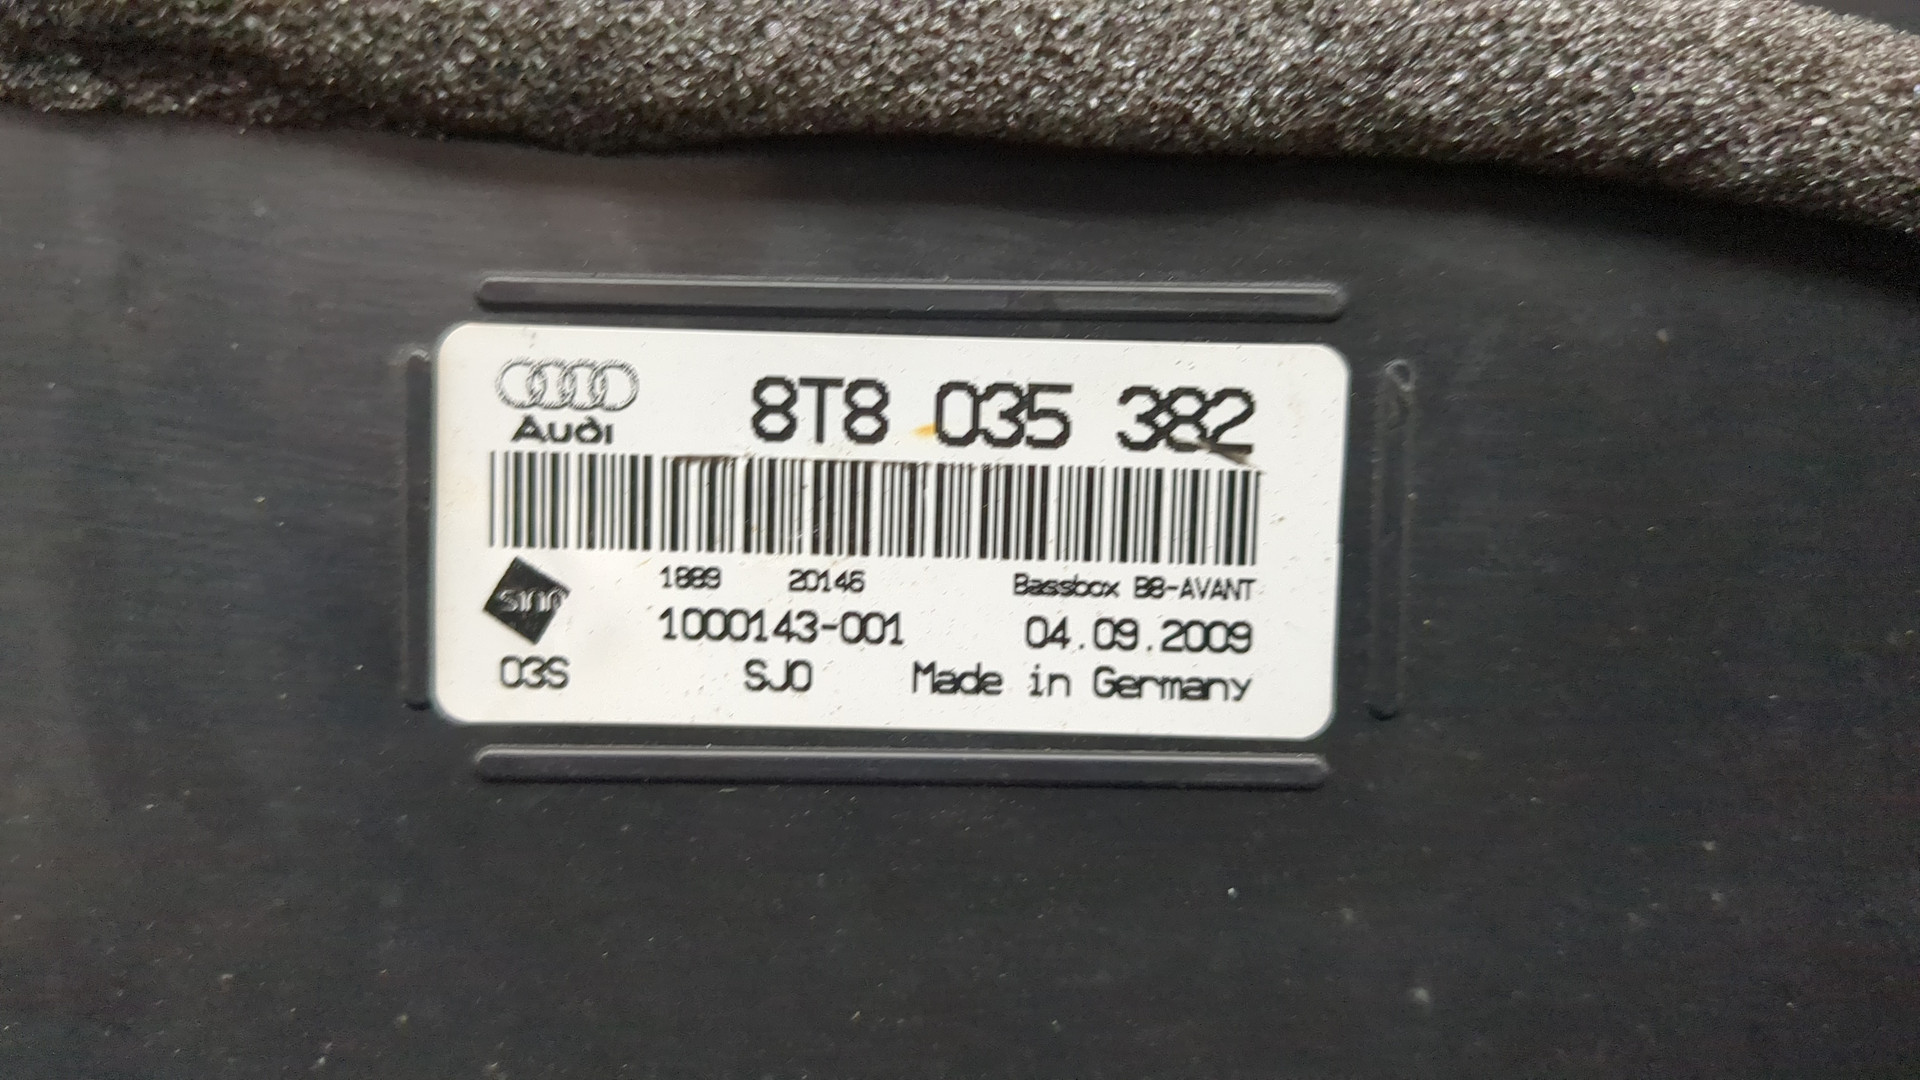 8T8 035 382
Audi
1889 20146 Bassbox B8-AVANT
1000143-001 04.09.2009
03S SJ0 Made in Germany